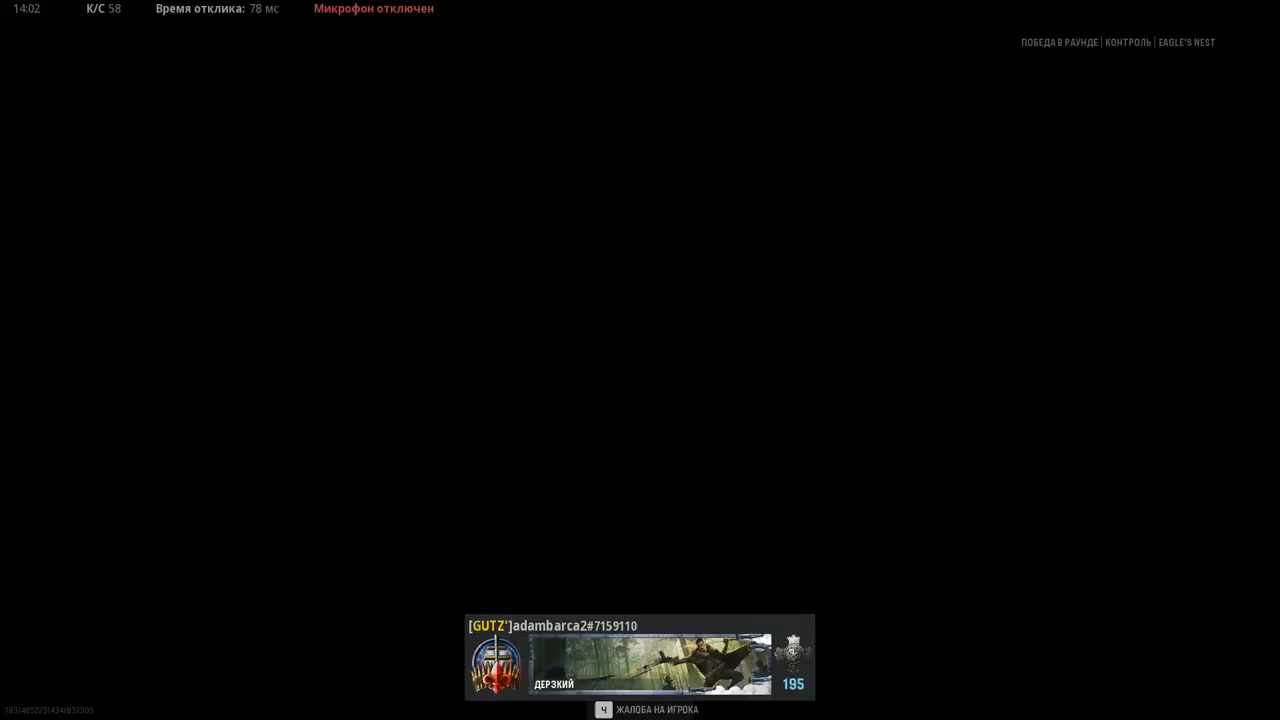 14:02 К/С 58 Время отклика: 78 мс Микрофон отключен
ПОБЕДА В РАУНДЕ | КОНТРОЛЬ | EAGLE'S NEST
[GUTZ']adambarca2#7159110
ДЕРЗКИЙ
195
Ч ЖАЛОБА НА ИГРОКА